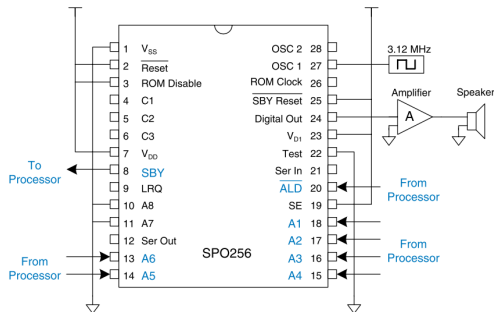 1 V_SS
2 Reset
3 ROM Disable
4 C1
5 C2
6 C3
7 V_DD
8 SBY
9 LRQ
10 A8
11 A7
12 Ser Out
13 A6
14 A5
OSC 2 28
OSC 1 27
ROM Clock 26
SBY Reset 25
Digital Out 24
V_D1 23
Test 22
Ser In 21
ALD 20
SE 19
A1 18
A2 17
A3 16
A4 15
SPO256
To
Processor
From
Processor
3.12 MHz
Amplifier
A
Speaker
From
Processor
From
Processor